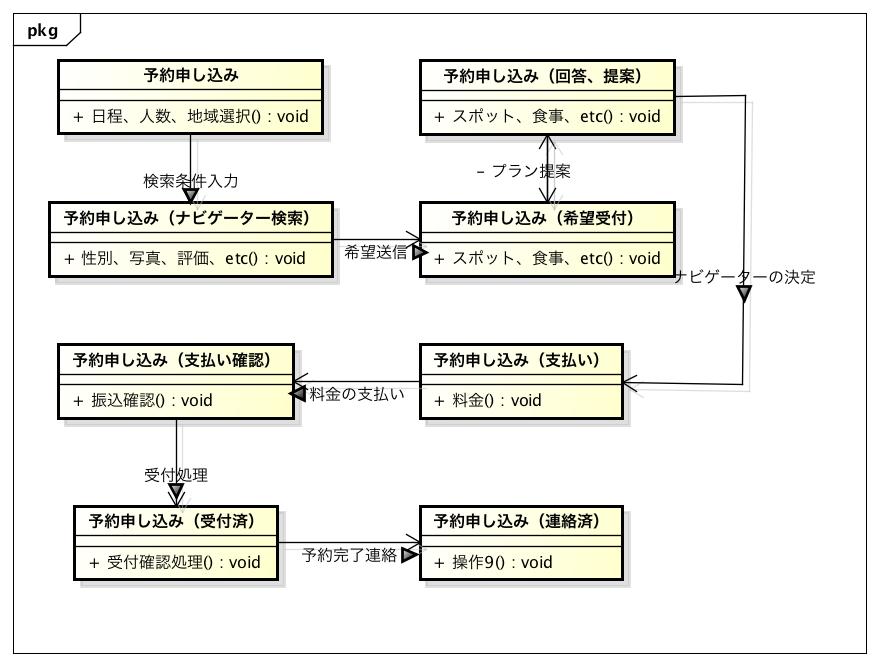 pkg
予約申し込み
+ 日程、人数、地域選択() : void
予約申し込み（回答、提案）
+ スポット、食事、etc() : void
検索条件入力
- プラン提案
予約申し込み（ナビゲーター検索）
+ 性別、写真、評価、etc() : void
希望送信
予約申し込み（希望受付）
+ スポット、食事、etc() : void
ナビゲーターの決定
予約申し込み（支払い確認）
+ 振込確認() : void
料金の支払い
予約申し込み（支払い）
+ 料金() : void
受付処理
予約申し込み（受付済）
+ 受付確認処理() : void
予約完了連絡
予約申し込み（連絡済）
+ 操作9() : void